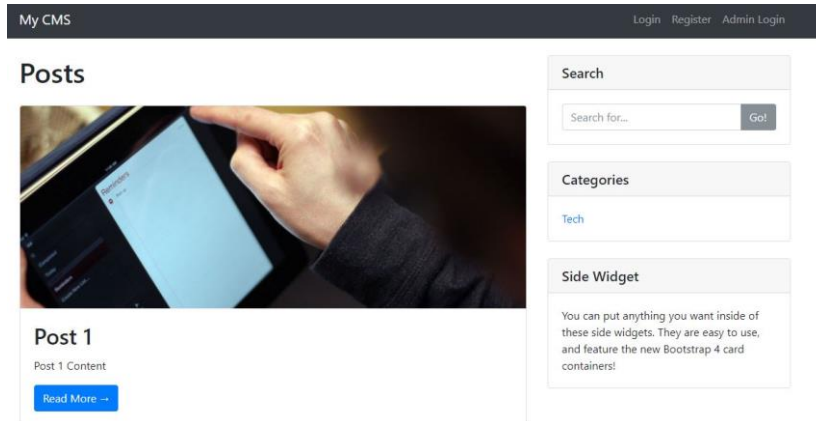 My CMS
Login Register Admin Login
Posts
Search
Search for...
Go!
Reminders
Categories
Tech
Side Widget
You can put anything you want inside of
these side widgets. They are easy to use,
and feature the new Bootstrap 4 card
containers!
Post 1
Post 1 Content
Read More →